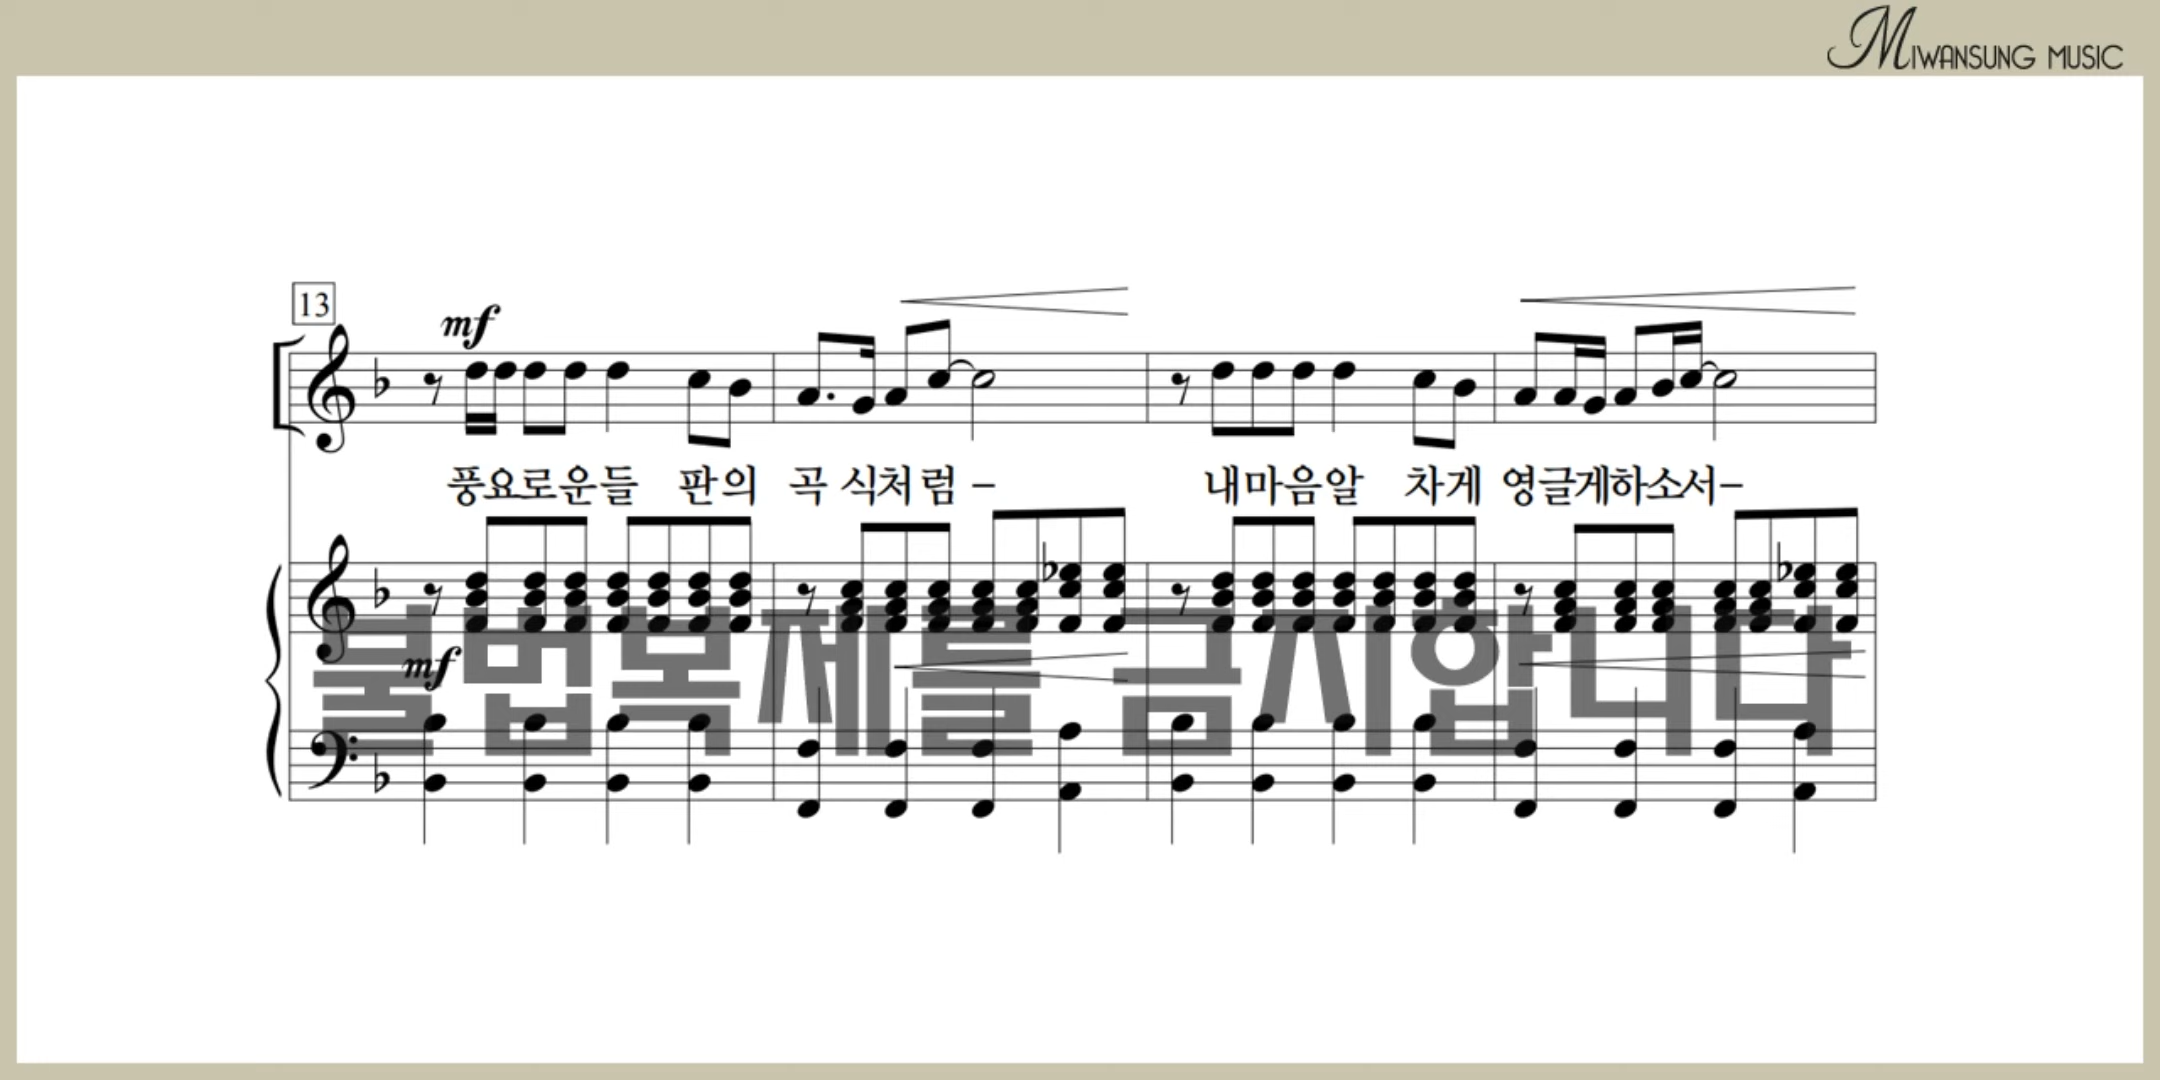 MIWANSUNG MUSIC
13
mf
풍요로운들 판의 곡 식처럼 – 내마음알 차게 영글게하소서–
mf
불법복제를 금지합니다